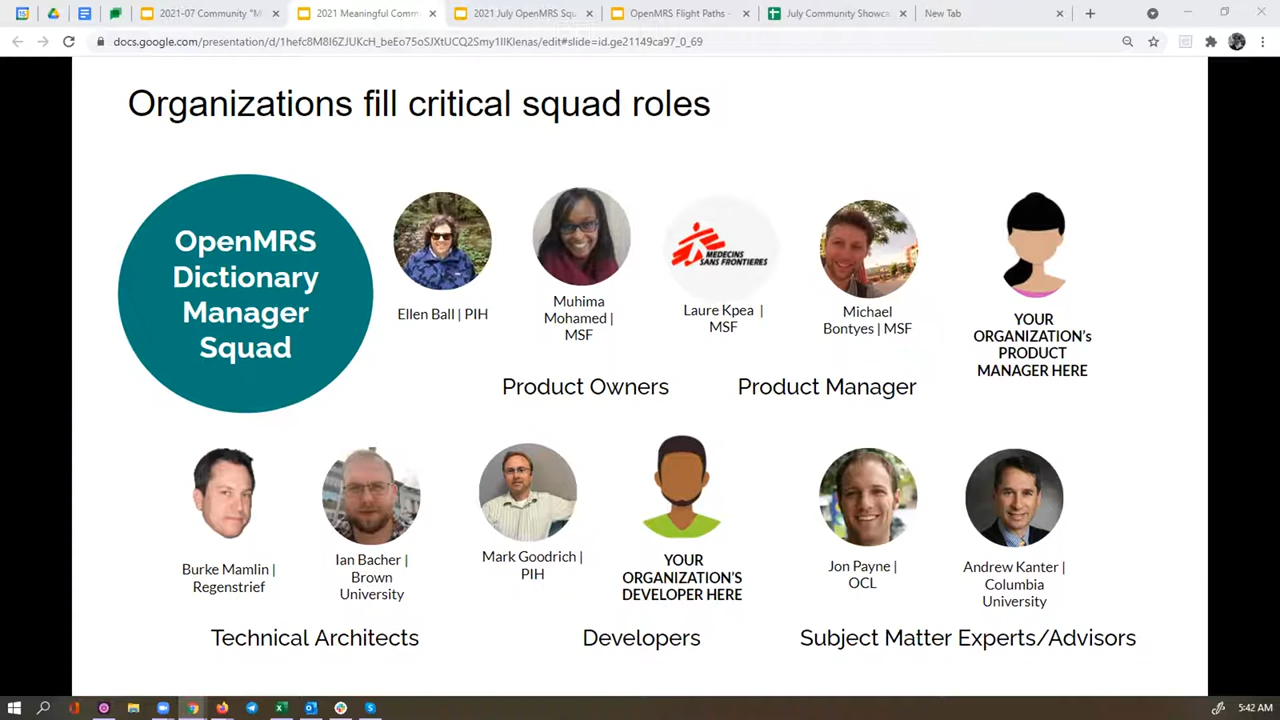 2021-07 Community "M
2021 Meaningful Comm
2021 July OpenMRS Squ
OpenMRS Flight Paths -
July Community Showca
New Tab
docs.google.com/presentation/d/1hefc8M8I6ZJUKcH_beEo75oSJXtUCQ2Smy1IIKlenas/edit#slide=id.ge21149ca97_0_69
Organizations fill critical squad roles
OpenMRS
Dictionary
Manager
Squad
MEDECINS
SANS FRONTIERES
Ellen Ball | PIH
Muhima
Mohamed |
MSF
Laure Kpea |
MSF
Michael
Bontyes | MSF
YOUR
ORGANIZATION's
PRODUCT
MANAGER HERE
Product Owners
Product Manager
Burke Mamlin |
Regenstrief
Ian Bacher |
Brown
University
Mark Goodrich |
PIH
YOUR
ORGANIZATION'S
DEVELOPER HERE
Jon Payne |
OCL
Andrew Kanter |
Columbia
University
Technical Architects
Developers
Subject Matter Experts/Advisors
5:42 AM